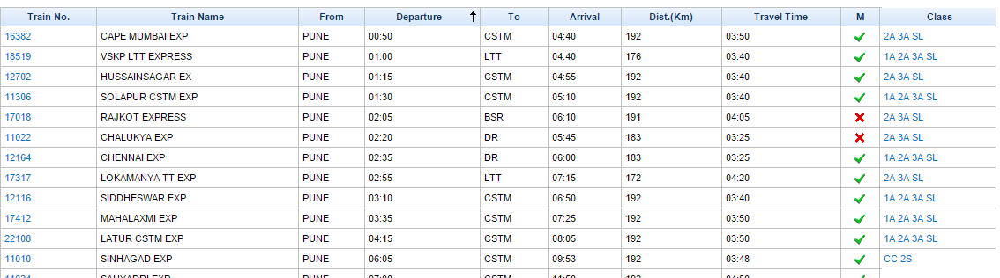 Train No. Train Name From Departure To Arrival Dist.(Km) Travel Time M Class
16382 CAPE MUMBAI EXP PUNE 00:50 CSTM 04:40 192 03:50 2A 3A SL
18519 VSKP LTT EXPRESS PUNE 01:00 LTT 04:40 176 03:40 1A 2A 3A SL
12702 HUSSAINSAGAR EX PUNE 01:15 CSTM 04:55 192 03:40 2A 3A SL
11306 SOLAPUR CSTM EXP PUNE 01:30 CSTM 05:10 192 03:40 1A 2A 3A SL
17018 RAJKOT EXPRESS PUNE 02:05 BSR 06:10 191 04:05 2A 3A SL
11022 CHALUKYA EXP PUNE 02:20 DR 05:45 183 03:25 2A 3A SL
12164 CHENNAI EXP PUNE 02:35 DR 06:00 183 03:25 1A 2A 3A SL
17317 LOKAMANYA TT EXP PUNE 02:55 LTT 07:15 172 04:20 2A 3A SL
12116 SIDDHESWAR EXP PUNE 03:10 CSTM 06:50 192 03:40 1A 2A 3A SL
17412 MAHALAXMI EXP PUNE 03:35 CSTM 07:25 192 03:50 1A 2A 3A SL
22108 LATUR CSTM EXP PUNE 04:15 CSTM 08:05 192 03:50 1A 2A 3A SL
11010 SINHAGAD EXP PUNE 06:05 CSTM 09:53 192 03:48 CC 2S